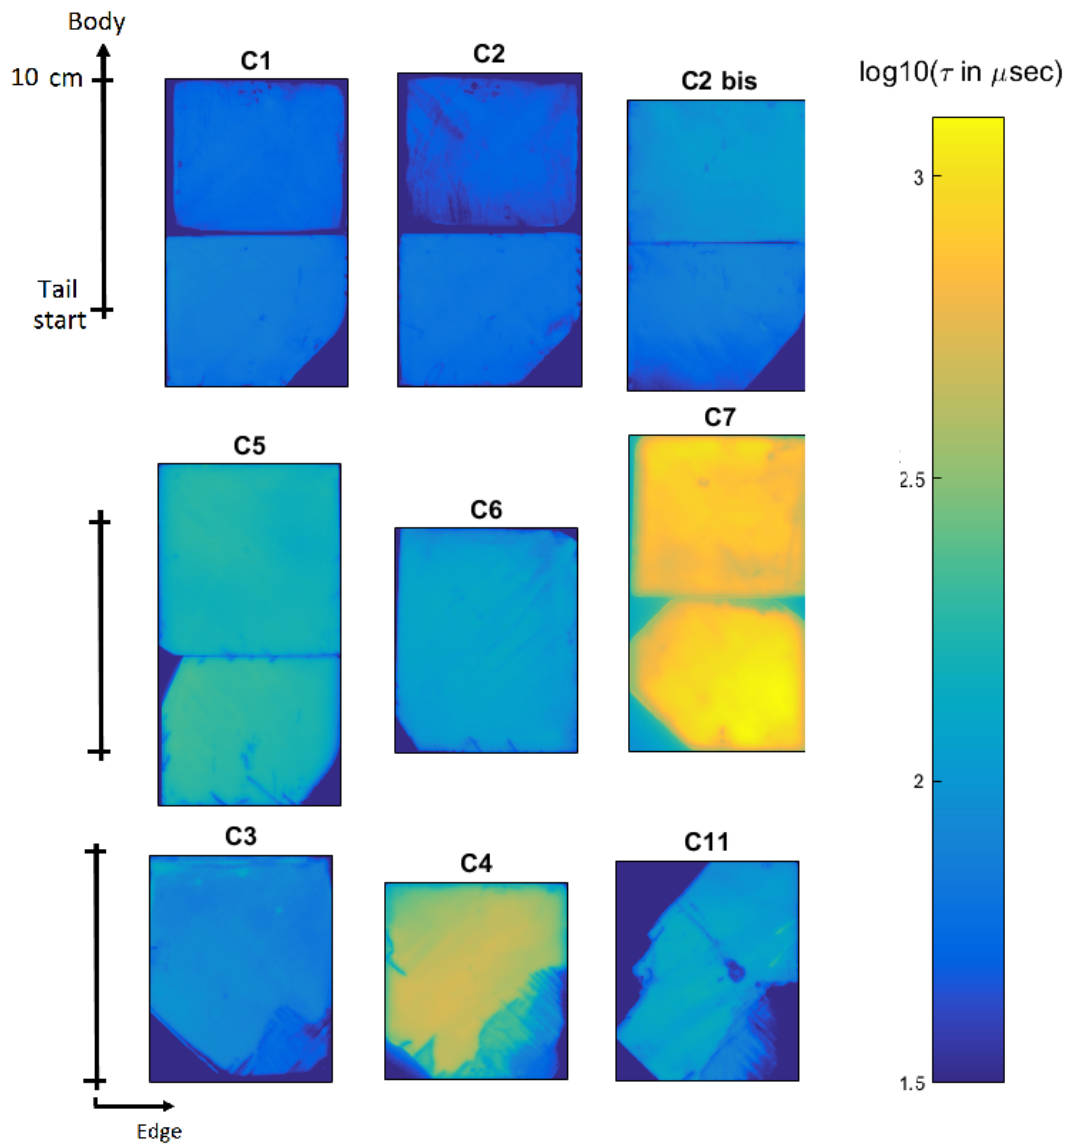 Body
10 cm
C1
C2
C2 bis
log10(τ in μsec)
3
Tail
start
C5
C6
C7
2.5
2
C3
C4
C11
1.5
Edge